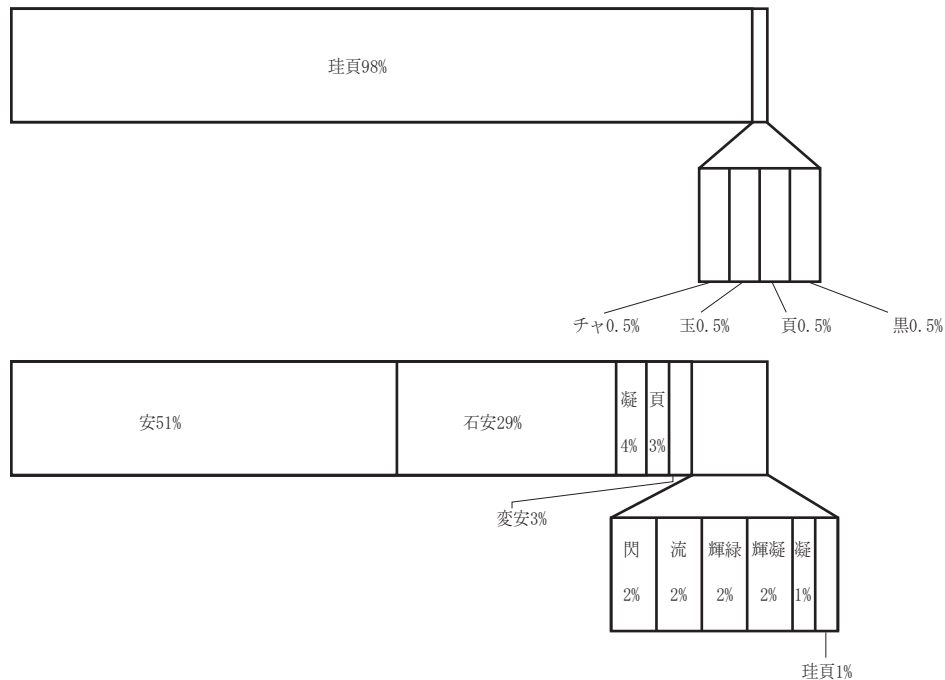 珪頁98%
チャ0.5%
玉0.5%
頁0.5%
黒0.5%
安51%
石安29%
凝
4%
頁
3%
変安3%
閃
2%
流
2%
輝緑
2%
輝凝
2%
凝
1%
珪頁1%